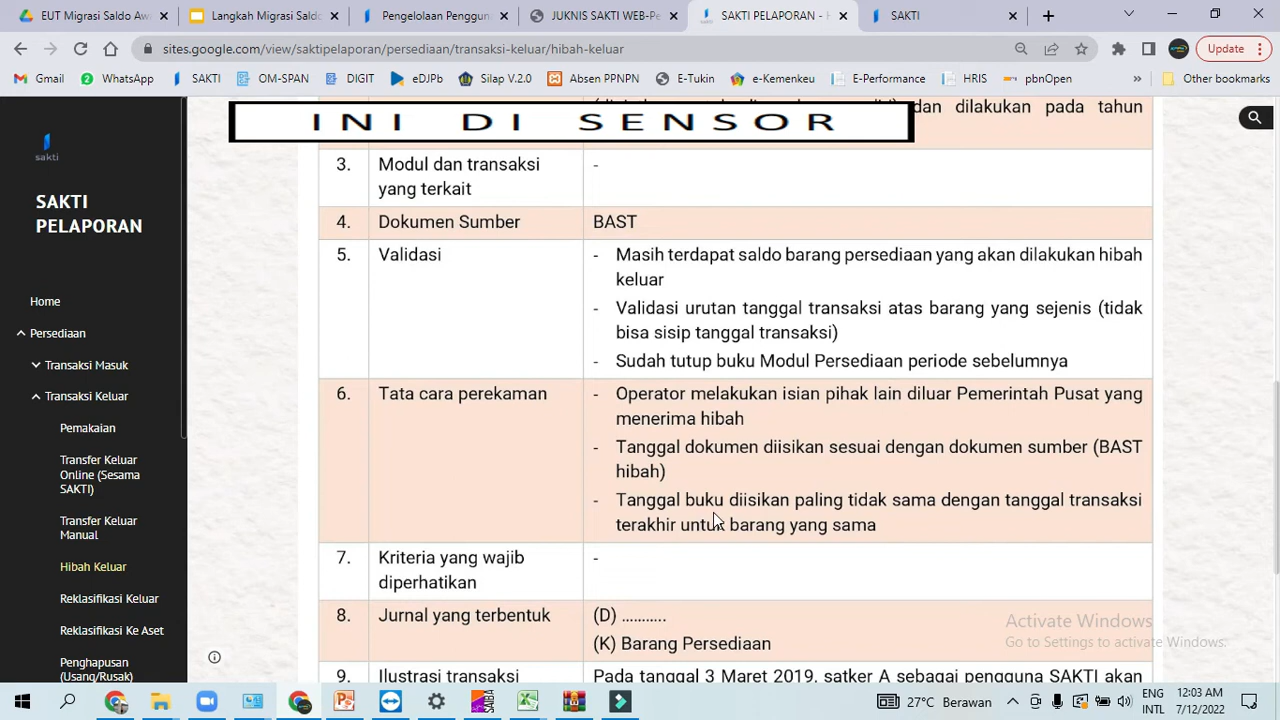 EUT Migrasi Saldo Aw
Langkah Migrasi Saldo
Pengelolaan Penggun
JUKNIS SAKTI WEB-Pe
SAKTI PELAPORAN - H
SAKTI
sites.google.com/view/saktipelaporan/persediaan/transaksi-keluar/hibah-keluar
Update
Gmail
WhatsApp
SAKTI
OM-SPAN
DIGIT
eDJPb
Silap V.2.0
Absen PPNPN
E-Tukin
e-Kemenkeu
E-Performance
HRIS
pbnOpen
Other bookmarks
INI DI SENSOR
dan dilakukan pada tahun
sakti
SAKTI
PELAPORAN
Home
Persediaan
Transaksi Masuk
Transaksi Keluar
Pemakaian
Transfer Keluar
Online (Sesama
SAKTI)
Transfer Keluar
Manual
Hibah Keluar
Reklasifikasi Keluar
Reklasifikasi Ke Aset
Penghapusan
(Usang/Rusak)
3. Modul dan transaksi -
yang terkait
4. Dokumen Sumber BAST
5. Validasi - Masih terdapat saldo barang persediaan yang akan dilakukan hibah
keluar
- Validasi urutan tanggal transaksi atas barang yang sejenis (tidak
bisa sisip tanggal transaksi)
- Sudah tutup buku Modul Persediaan periode sebelumnya
6. Tata cara perekaman - Operator melakukan isian pihak lain diluar Pemerintah Pusat yang
menerima hibah
- Tanggal dokumen diisikan sesuai dengan dokumen sumber (BAST
hibah)
- Tanggal buku diisikan paling tidak sama dengan tanggal transaksi
terakhir untuk barang yang sama
7. Kriteria yang wajib -
diperhatikan
8. Jurnal yang terbentuk (D) ...........
(K) Barang Persediaan
9. Ilustrasi transaksi Pada tanggal 3 Maret 2019, satker A sebagai pengguna SAKTI akan
Activate Windows
Go to Settings to activate Windows.
27°C Berawan
ENG
INTL
12:03 AM
7/12/2022